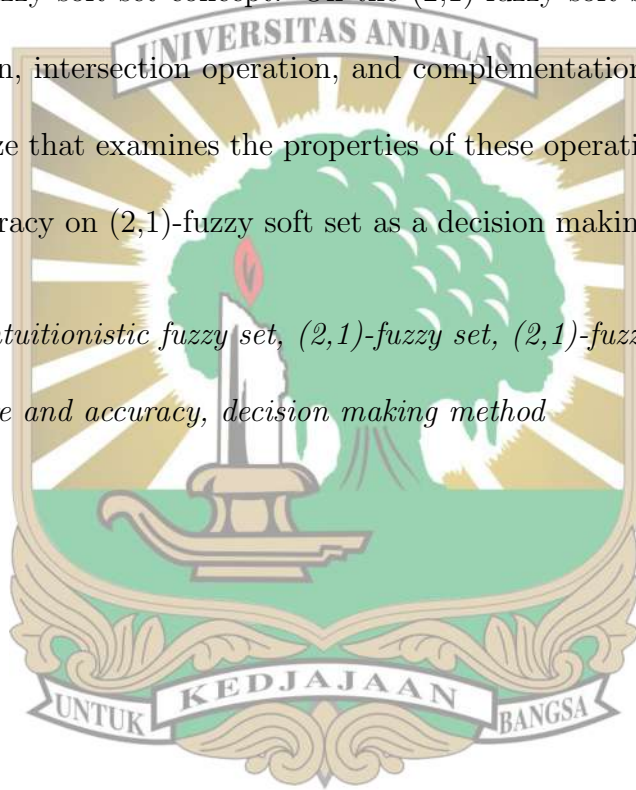 zzy soft set concept. On the (2,1)-fuzzy soft
UNIVERSITAS ANDALAS
n, intersection operation, and complementation
ze that examines the properties of these operati
racy on (2,1)-fuzzy soft set as a decision makin
ntuitionistic fuzzy set, (2,1)-fuzzy set, (2,1)-fuzz
e and accuracy, decision making method
UNTUK KEDJAJAAN BANGSA